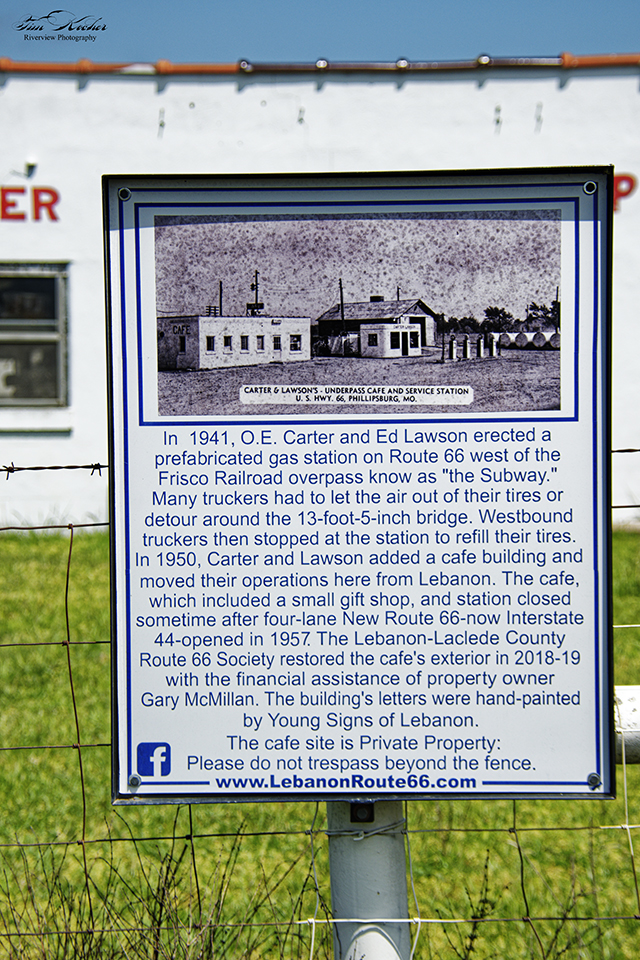 Tim Kocher
Riverview Photography
ER
P
CAFE
CARTER & LAWSON'S - UNDERPASS CAFE AND SERVICE STATION
U. S. HWY. 66, PHILLIPSBURG, MO.
In 1941, O.E. Carter and Ed Lawson erected a
prefabricated gas station on Route 66 west of the
Frisco Railroad overpass know as "the Subway."
Many truckers had to let the air out of their tires or
detour around the 13-foot-5-inch bridge. Westbound
truckers then stopped at the station to refill their tires.
In 1950, Carter and Lawson added a cafe building and
moved their operations here from Lebanon. The cafe,
which included a small gift shop, and station closed
sometime after four-lane New Route 66-now Interstate
44-opened in 1957. The Lebanon-Laclede County
Route 66 Society restored the cafe's exterior in 2018-19
with the financial assistance of property owner
Gary McMillan. The building's letters were hand-painted
by Young Signs of Lebanon.
The cafe site is Private Property:
Please do not trespass beyond the fence.
f
www.LebanonRoute66.com